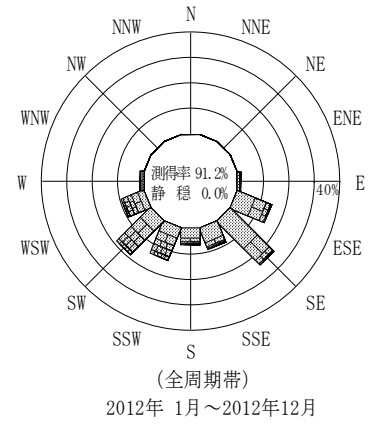 N
NNW NNE
NW NE
WNW ENE
測得率 91.2%
静 穏 0.0%
W 40% E
WSW ESE
SW SE
SSW SSE
S
(全周期帯)
2012年 1月～2012年12月